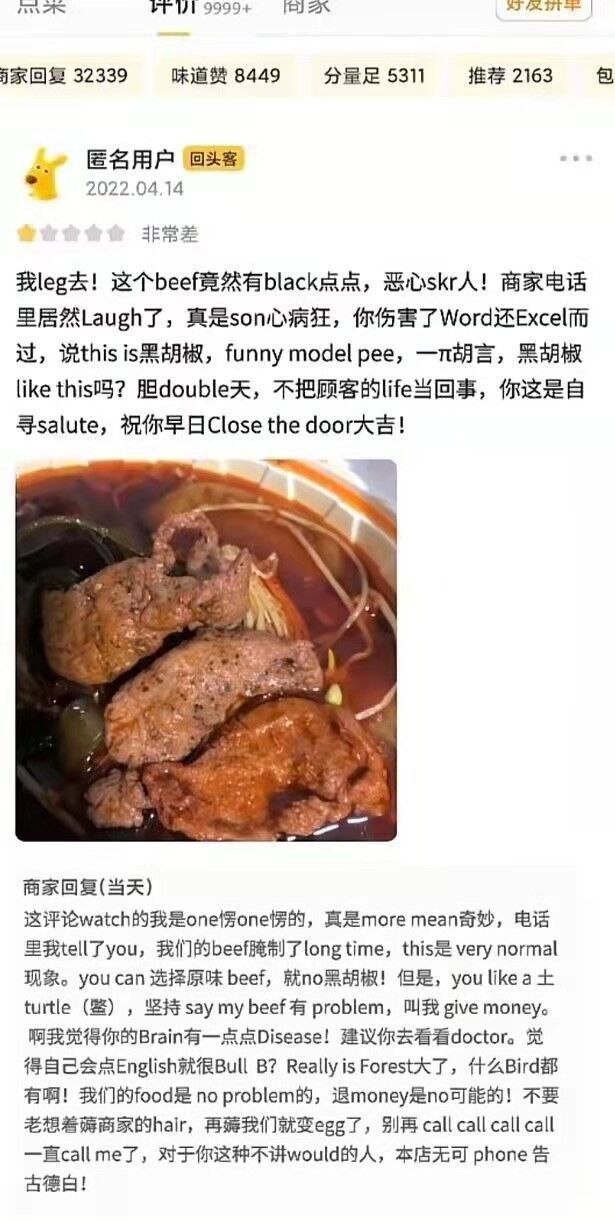 点菜 评价 9999+ 商家 好友拼单
商家回复 32339 味道赞 8449 分量足 5311 推荐 2163 包
匿名用户 回头客
2022.04.14
非常差
我leg去！这个beef竟然有black点点，恶心skr人！商家电话
里居然Laugh了，真是son心病狂，你伤害了Word还Excel而
过，说this is黑胡椒，funny model pee，一π胡言，黑胡椒
like this吗？胆double天，不把顾客的life当回事，你这是自
寻salute，祝你早日Close the door大吉！
商家回复(当天)
这评论watch的我是one愣one愣的，真是more mean奇妙，电话
里我tell了you，我们的beef腌制了long time，this是 very normal
现象。you can 选择原味 beef，就no黑胡椒！但是，you like a 土
turtle（鳖），坚持 say my beef 有 problem，叫我 give money。
啊我觉得你的Brain有一点点Disease！建议你去看看doctor。觉
得自己会点English就很Bull B？Really is Forest大了，什么Bird都
有啊！我们的food是 no problem的，退money是no可能的！不要
老想着薅商家的hair，再薅我们就变egg了，别再 call call call call
一直call me了，对于你这种不讲would的人，本店无可 phone 告
古德白！